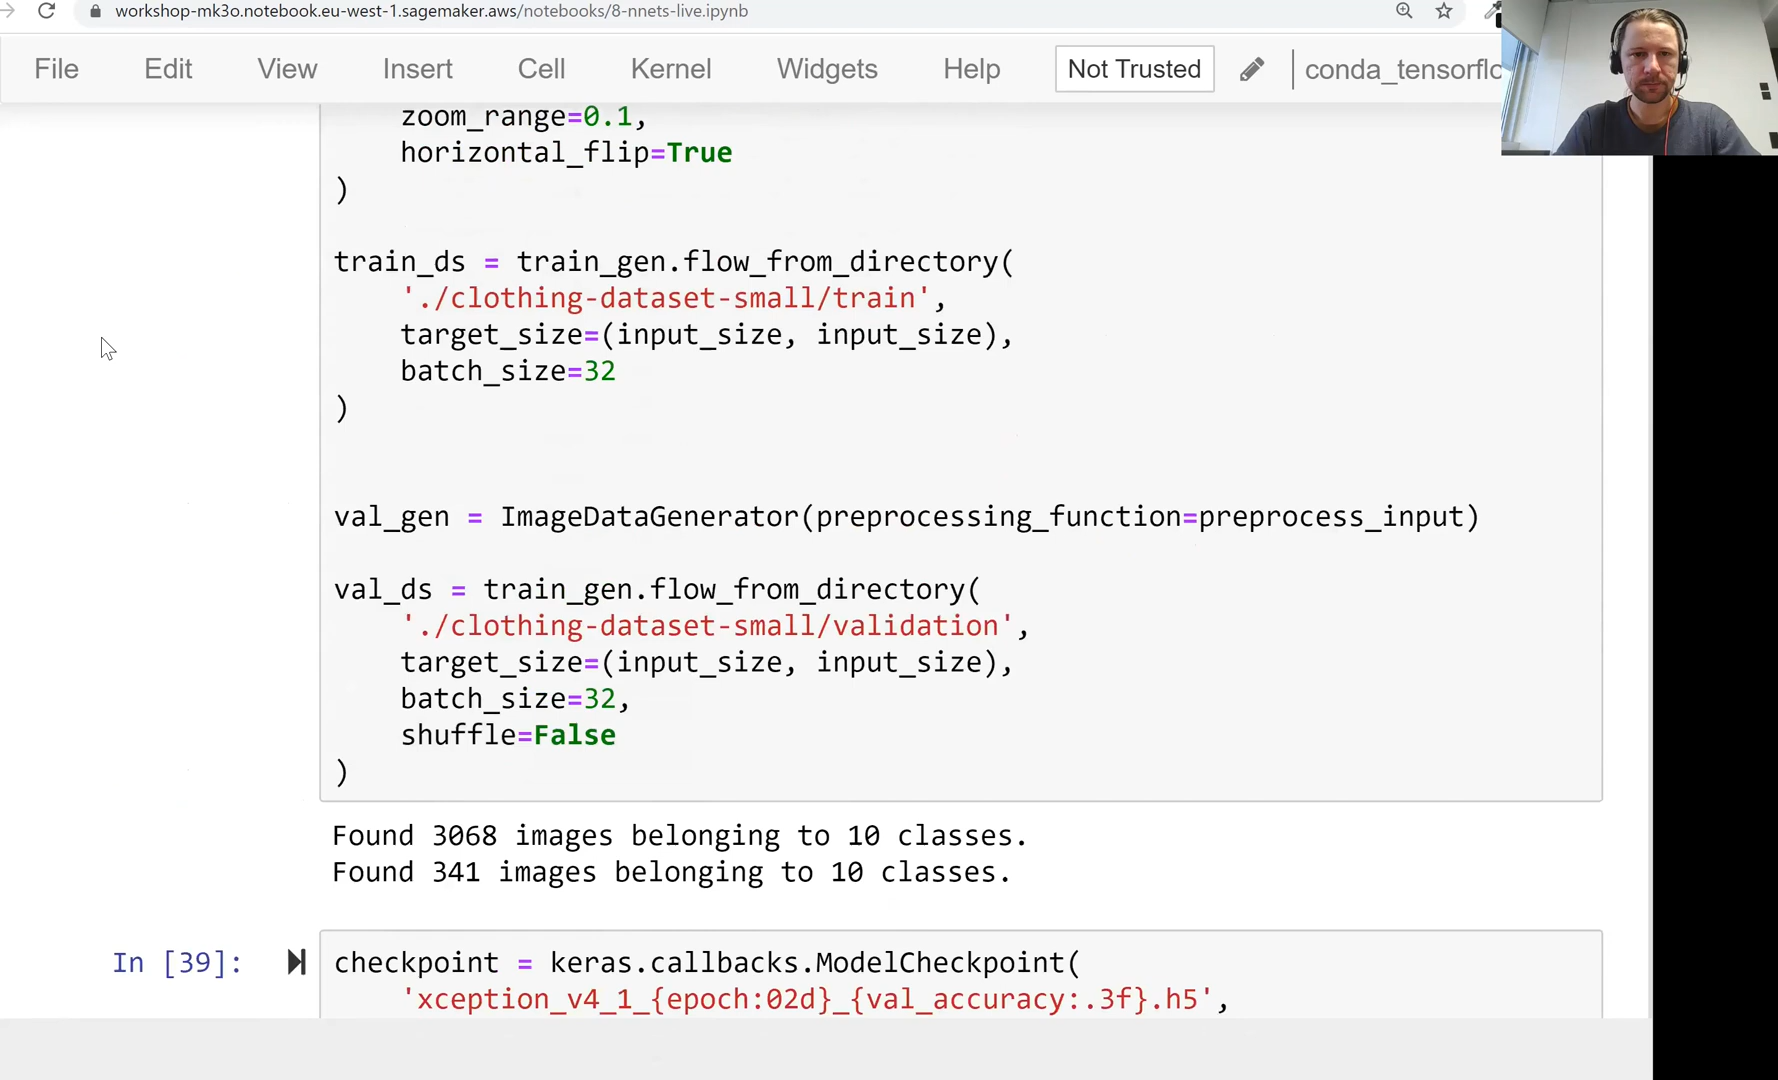 workshop-mk3o.notebook.eu-west-1.sagemaker.aws/notebooks/8-nnets-live.ipynb
File Edit View Insert Cell Kernel Widgets Help Not Trusted conda_tensorflo
zoom_range=0.1,
horizontal_flip=True
)
train_ds = train_gen.flow_from_directory(
'./clothing-dataset-small/train',
target_size=(input_size, input_size),
batch_size=32
)
val_gen = ImageDataGenerator(preprocessing_function=preprocess_input)
val_ds = train_gen.flow_from_directory(
'./clothing-dataset-small/validation',
target_size=(input_size, input_size),
batch_size=32,
shuffle=False
)
Found 3068 images belonging to 10 classes.
Found 341 images belonging to 10 classes.
In [39]: checkpoint = keras.callbacks.ModelCheckpoint(
'xception_v4_1_{epoch:02d}_{val_accuracy:.3f}.h5',